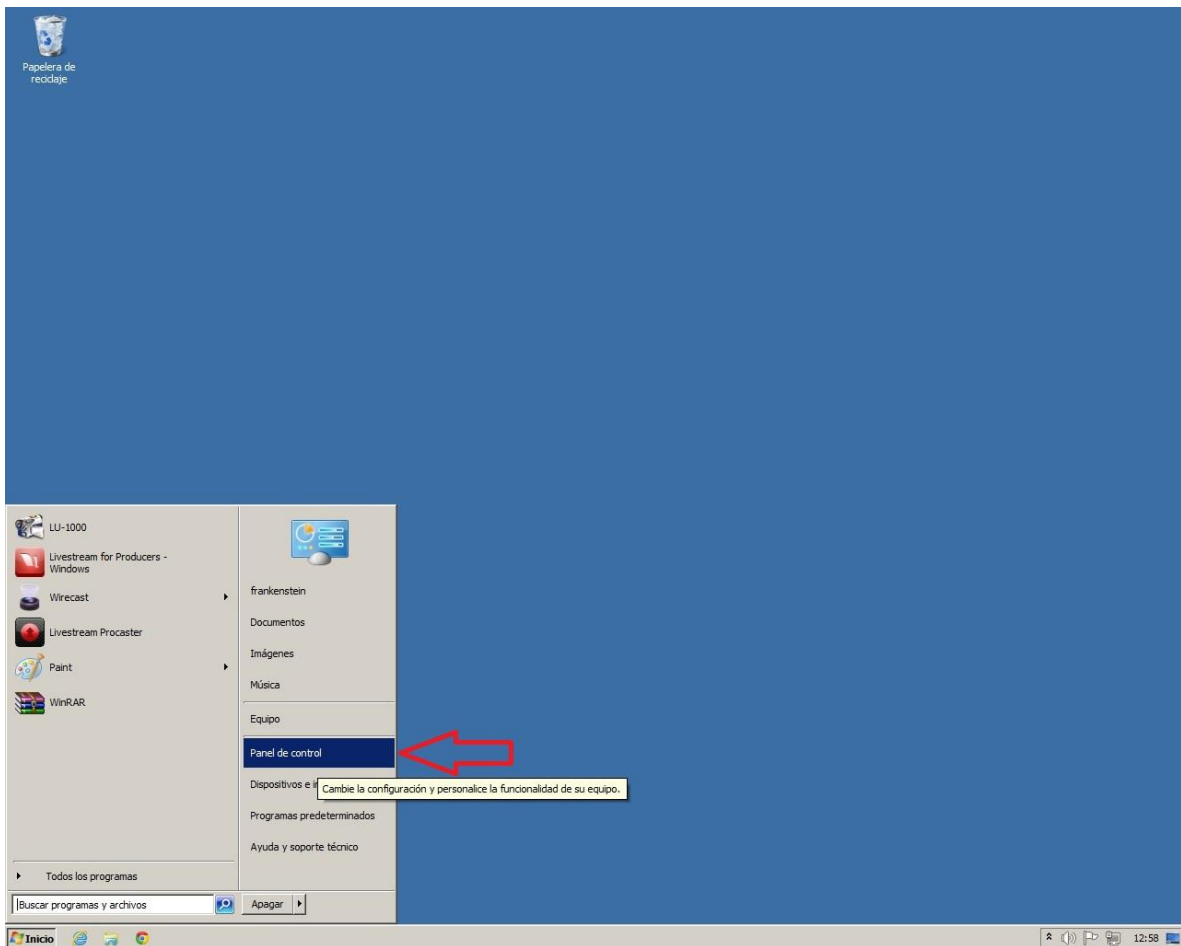 Papelera de
reciclaje
LU-1000
Livestream for Producers -
Windows
Wirecast
Livestream Procaster
Paint
WinRAR
Todos los programas
Buscar programas y archivos
frankenstein
Documentos
Imágenes
Música
Equipo
Panel de control
Dispositivos e i
Cambie la configuración y personalice la funcionalidad de su equipo.
Programas predeterminados
Ayuda y soporte técnico
Apagar
Inicio
12:58